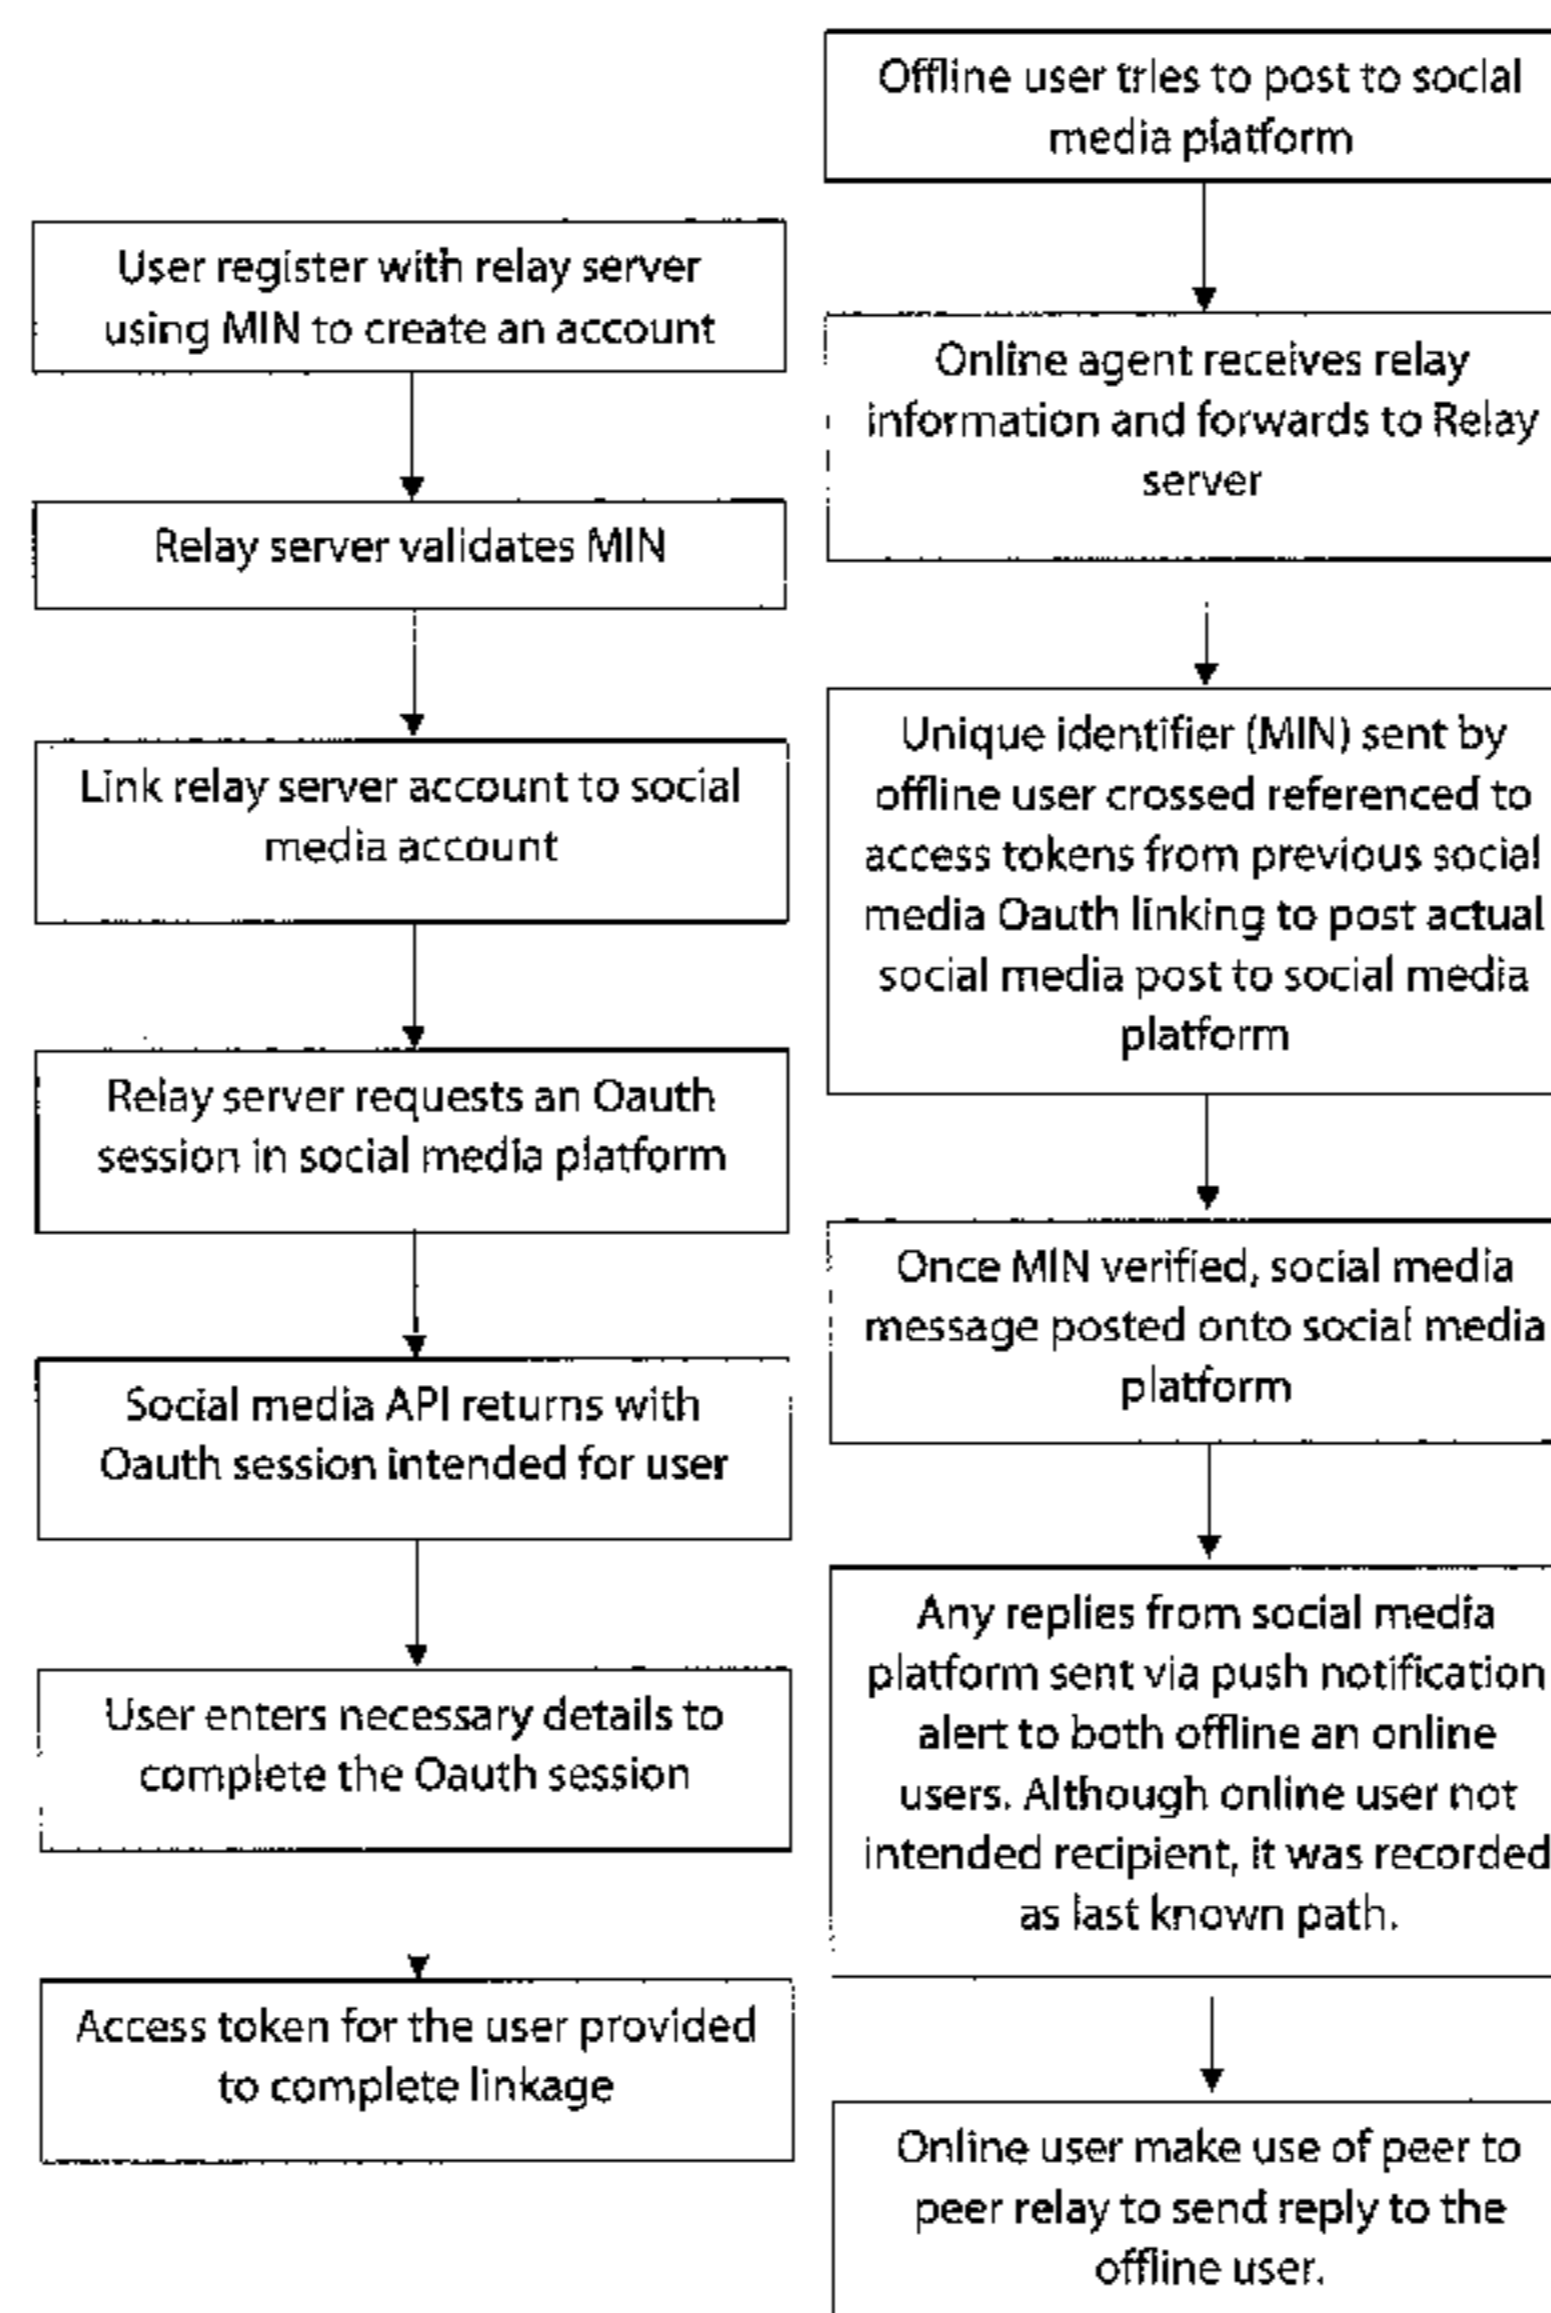 User register with relay server
using MIN to create an account
Relay server validates MIN
Link relay server account to social
media account
Relay server requests an Oauth
session in social media platform
Social media API returns with
Oauth session intended for user
User enters necessary details to
complete the Oauth session
Access token for the user provided
to complete linkage
Offline user tries to post to social
media platform
Online agent receives relay
information and forwards to Relay
server
Unique identifier (MIN) sent by
offline user crossed referenced to
access tokens from previous social
media Oauth linking to post actual
social media post to social media
platform
Once MIN verified, social media
message posted onto social media
platform
Any replies from social media
platform sent via push notification
alert to both offline an online
users. Although online user not
intended recipient, it was recorded
as last known path.
Online user make use of peer to
peer relay to send reply to the
offline user.